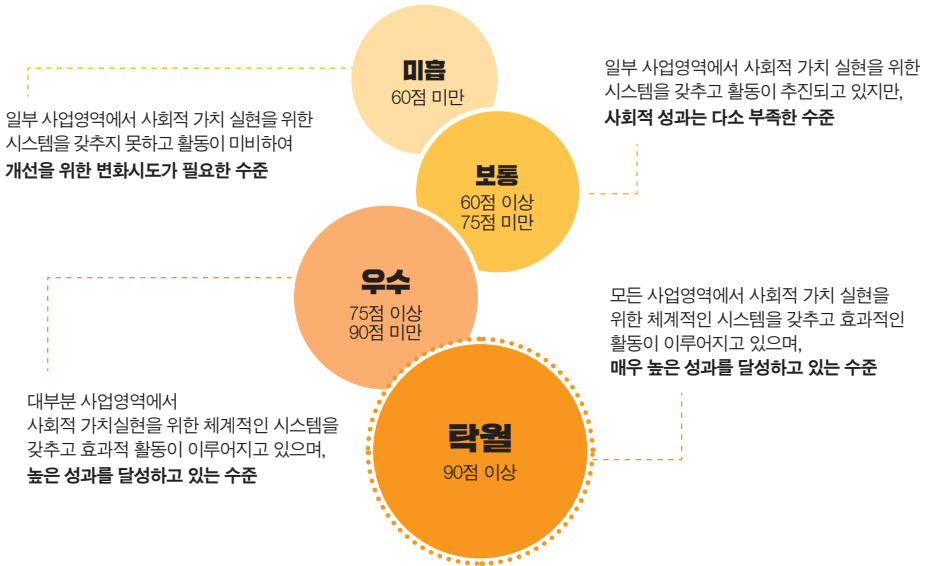 미흡
60점 미만
일부 사업영역에서 사회적 가치 실현을 위한
시스템을 갖추지 못하고 활동이 미비하여
개선을 위한 변화시도가 필요한 수준
보통
60점 이상
75점 미만
일부 사업영역에서 사회적 가치 실현을 위한
시스템을 갖추고 활동이 추진되고 있지만,
사회적 성과는 다소 부족한 수준
우수
75점 이상
90점 미만
대부분 사업영역에서
사회적 가치실현을 위한 체계적인 시스템을
갖추고 효과적 활동이 이루어지고 있으며,
높은 성과를 달성하고 있는 수준
탁월
90점 이상
모든 사업영역에서 사회적 가치 실현을
위한 체계적인 시스템을 갖추고 효과적인
활동이 이루어지고 있으며,
매우 높은 성과를 달성하고 있는 수준